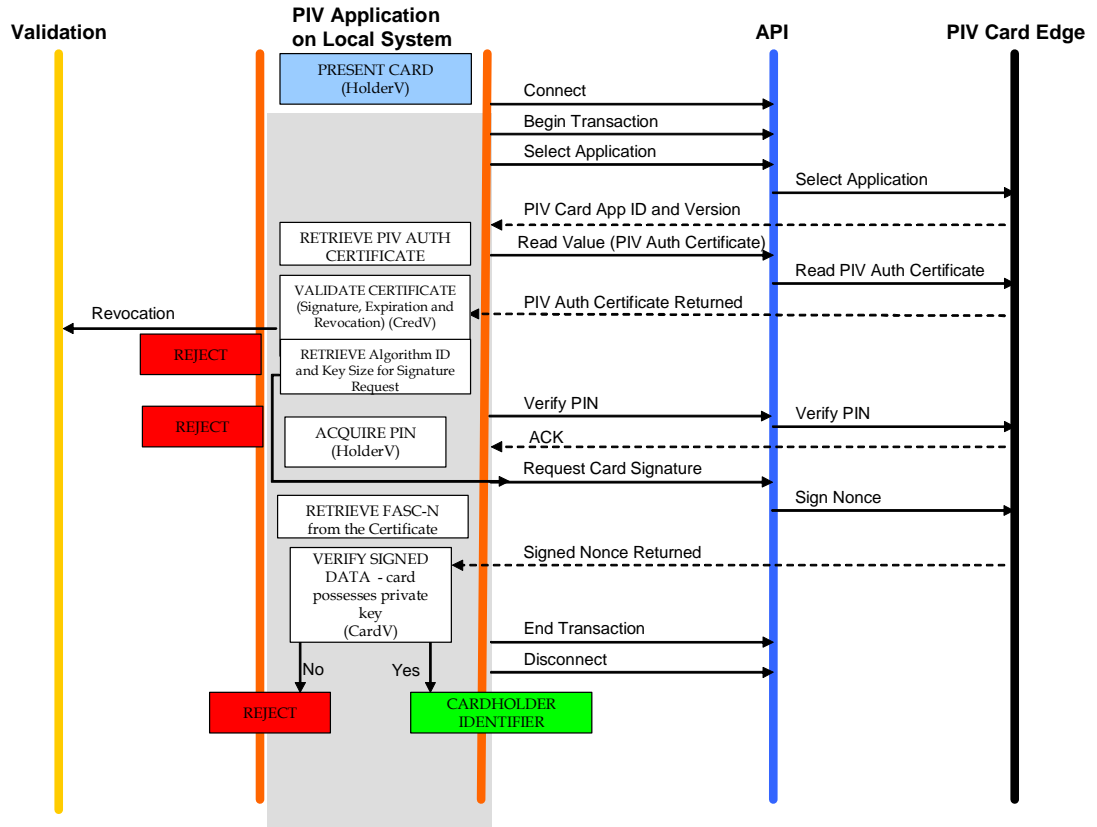 PIV Application
on Local System
Validation
API
PIV Card Edge
PRESENT CARD
(HolderV)
Connect
Begin Transaction
Select Application
Select Application
PIV Card App ID and Version
RETRIEVE PIV AUTH
CERTIFICATE
Read Value (PIV Auth Certificate)
Read PIV Auth Certificate
VALIDATE CERTIFICATE
(Signature, Expiration and
Revocation) (CredV)
PIV Auth Certificate Returned
Revocation
REJECT
RETRIEVE Algorithm ID
and Key Size for Signature
Request
Verify PIN
Verify PIN
REJECT
ACQUIRE PIN
(HolderV)
ACK
Request Card Signature
Sign Nonce
RETRIEVE FASC-N
from the Certificate
Signed Nonce Returned
VERIFY SIGNED
DATA - card
possesses private
key
(CardV)
End Transaction
Disconnect
No
Yes
REJECT
CARDHOLDER
IDENTIFIER